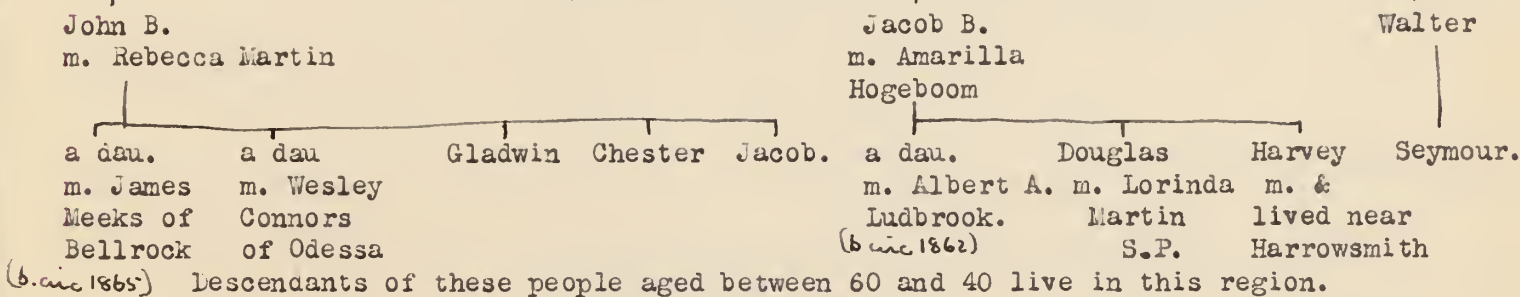 John B. Jacob B. Walter
m. Rebecca Martin m. Amarilla
Hogeboom
a dau. a dau Gladwin Chester Jacob. a dau. Douglas Harvey Seymour.
m. James m. Wesley m. Albert A. m. Lorinda m. &
Meeks of Connors Ludbrook. Martin lived near
Bellrock of Odessa (b circ 1862) S.P. Harrowsmith
(b. circ 1865) Descendants of these people aged between 60 and 40 live in this region.